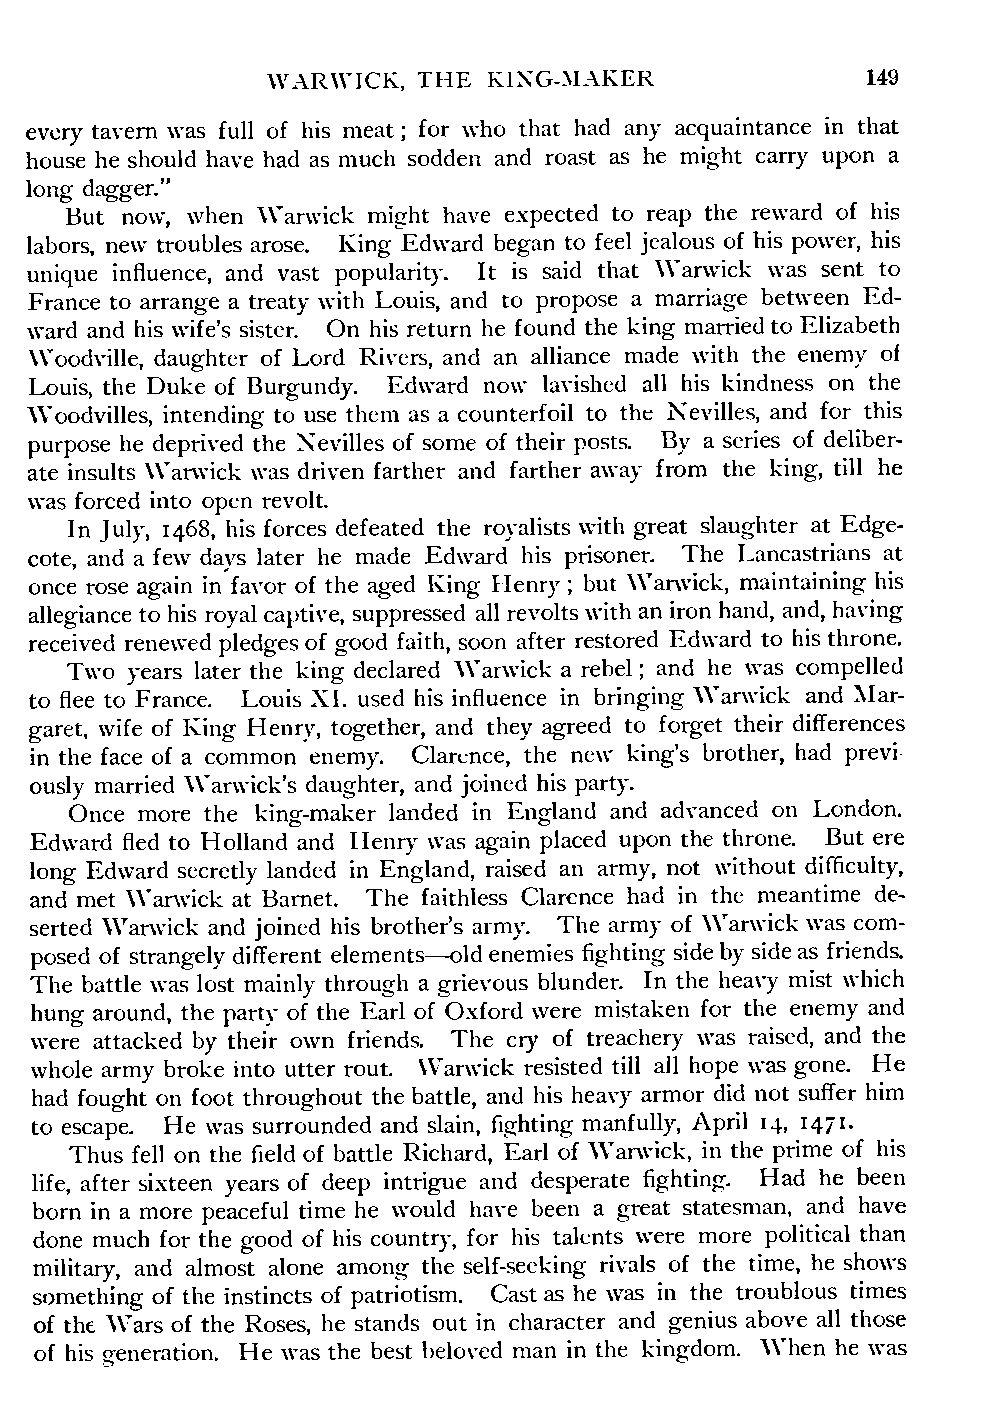 WARWICK, THE KING-MAKER 149
every tavern was full of his meat; for who that had any acquaintance in that
house he should have had as much sodden and roast as he might carry upon a
long dagger."
But now, when Warwick might have expected to reap the reward of his
labors, new troubles arose. King Edward began to feel jealous of his power, his
unique influence, and vast popularity. It is said that Warwick was sent to
France to arrange a treaty with Louis, and to propose a marriage between Ed-
ward and his wife's sister. On his return he found the king married to Elizabeth
Woodville, daughter of Lord Rivers, and an alliance made with the enemy of
Louis, the Duke of Burgundy. Edward now lavished all his kindness on the
Woodvilles, intending to use them as a counterfoil to the Nevilles, and for this
purpose he deprived the Nevilles of some of their posts. By a series of deliber-
ate insults Warwick was driven farther and farther away from the king, till he
was forced into open revolt.
In July, 1468, his forces defeated the royalists with great slaughter at Edge-
cote, and a few days later he made Edward his prisoner. The Lancastrians at
once rose again in favor of the aged King Henry; but Warwick, maintaining his
allegiance to his royal captive, suppressed all revolts with an iron hand, and, having
received renewed pledges of good faith, soon after restored Edward to his throne.
Two years later the king declared Warwick a rebel; and he was compelled
to flee to France. Louis XI. used his influence in bringing Warwick and Mar-
garet, wife of King Henry, together, and they agreed to forget their differences
in the face of a common enemy. Clarence, the new king's brother, had previ-
ously married Warwick's daughter, and joined his party.
Once more the king-maker landed in England and advanced on London.
Edward fled to Holland and Henry was again placed upon the throne. But ere
long Edward secretly landed in England, raised an army, not without difficulty,
and met Warwick at Barnet. The faithless Clarence had in the meantime de-
serted Warwick and joined his brother's army. The army of Warwick was com-
posed of strangely different elements—old enemies fighting side by side as friends.
The battle was lost mainly through a grievous blunder. In the heavy mist which
hung around, the party of the Earl of Oxford were mistaken for the enemy and
were attacked by their own friends. The cry of treachery was raised, and the
whole army broke into utter rout. Warwick resisted till all hope was gone. He
had fought on foot throughout the battle, and his heavy armor did not suffer him
to escape. He was surrounded and slain, fighting manfully, April 14, 1471.
Thus fell on the field of battle Richard, Earl of Warwick, in the prime of his
life, after sixteen years of deep intrigue and desperate fighting. Had he been
born in a more peaceful time he would have been a great statesman, and have
done much for the good of his country, for his talents were more political than
military, and almost alone among the self-seeking rivals of the time, he shows
something of the instincts of patriotism. Cast as he was in the troublous times
of the Wars of the Roses, he stands out in character and genius above all those
of his generation. He was the best beloved man in the kingdom. When he was